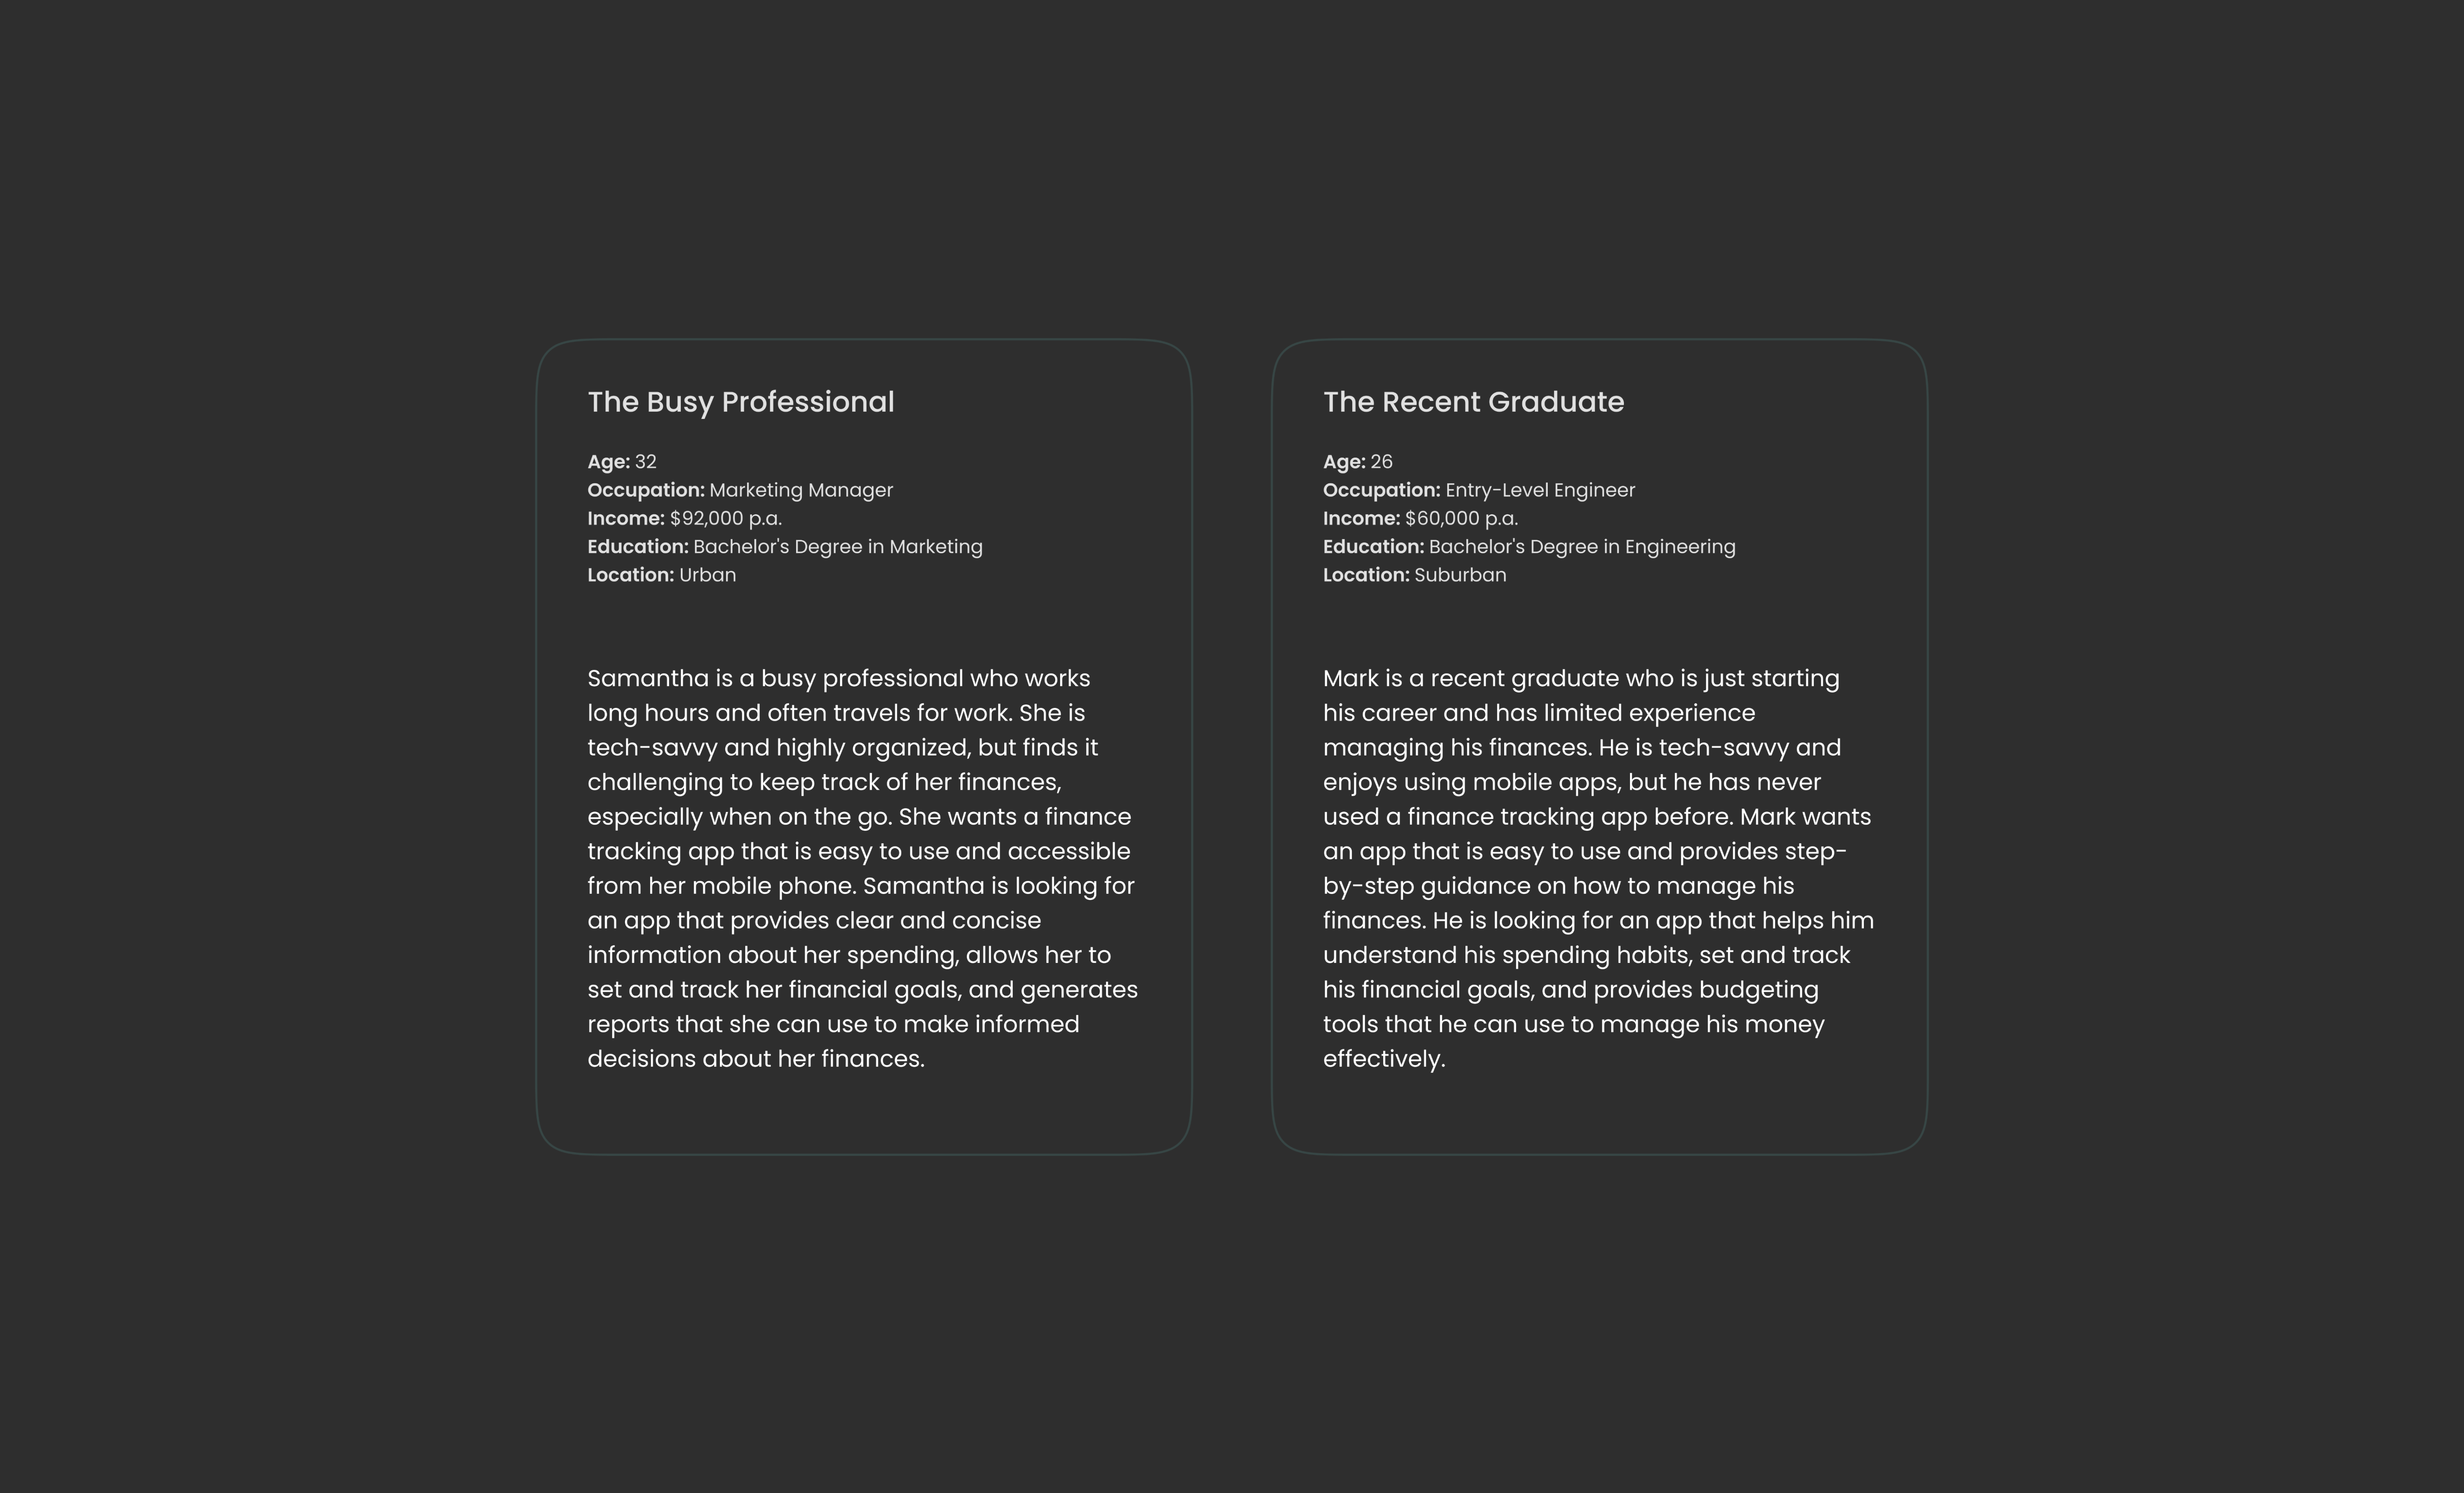 The Busy Professional
Age: 32
Occupation: Marketing Manager
Income: $92,000 p.a.
Education: Bachelor's Degree in Marketing
Location: Urban
Samantha is a busy professional who works
long hours and often travels for work. She is
tech-savvy and highly organized, but finds it
challenging to keep track of her finances,
especially when on the go. She wants a finance
tracking app that is easy to use and accessible
from her mobile phone. Samantha is looking for
an app that provides clear and concise
information about her spending, allows her to
set and track her financial goals, and generates
reports that she can use to make informed
decisions about her finances.
The Recent Graduate
Age: 26
Occupation: Entry-Level Engineer
Income: $60,000 p.a.
Education: Bachelor's Degree in Engineering
Location: Suburban
Mark is a recent graduate who is just starting
his career and has limited experience
managing his finances. He is tech-savvy and
enjoys using mobile apps, but he has never
used a finance tracking app before. Mark wants
an app that is easy to use and provides step-
by-step guidance on how to manage his
finances. He is looking for an app that helps him
understand his spending habits, set and track
his financial goals, and provides budgeting
tools that he can use to manage his money
effectively.